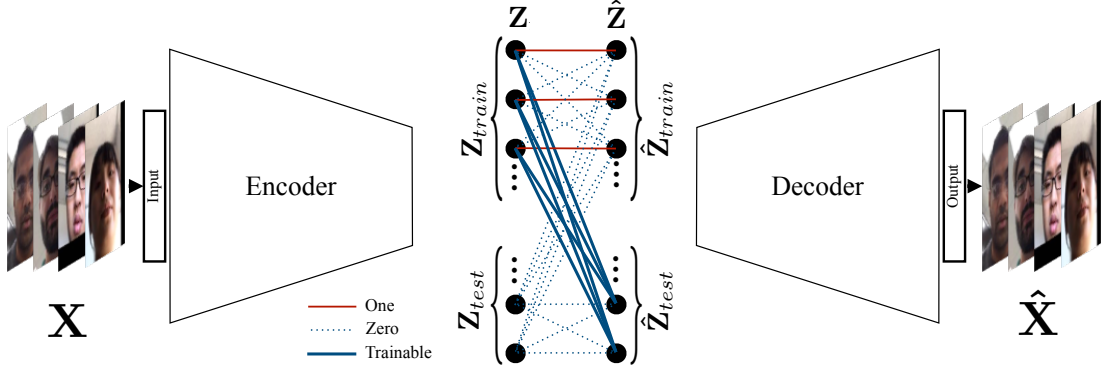 Z
Ẑ
Z_train
Ẑ_train
Input
Encoder
Decoder
Output
Z_test
Ẑ_test
X
One
Zero
Trainable
X̂